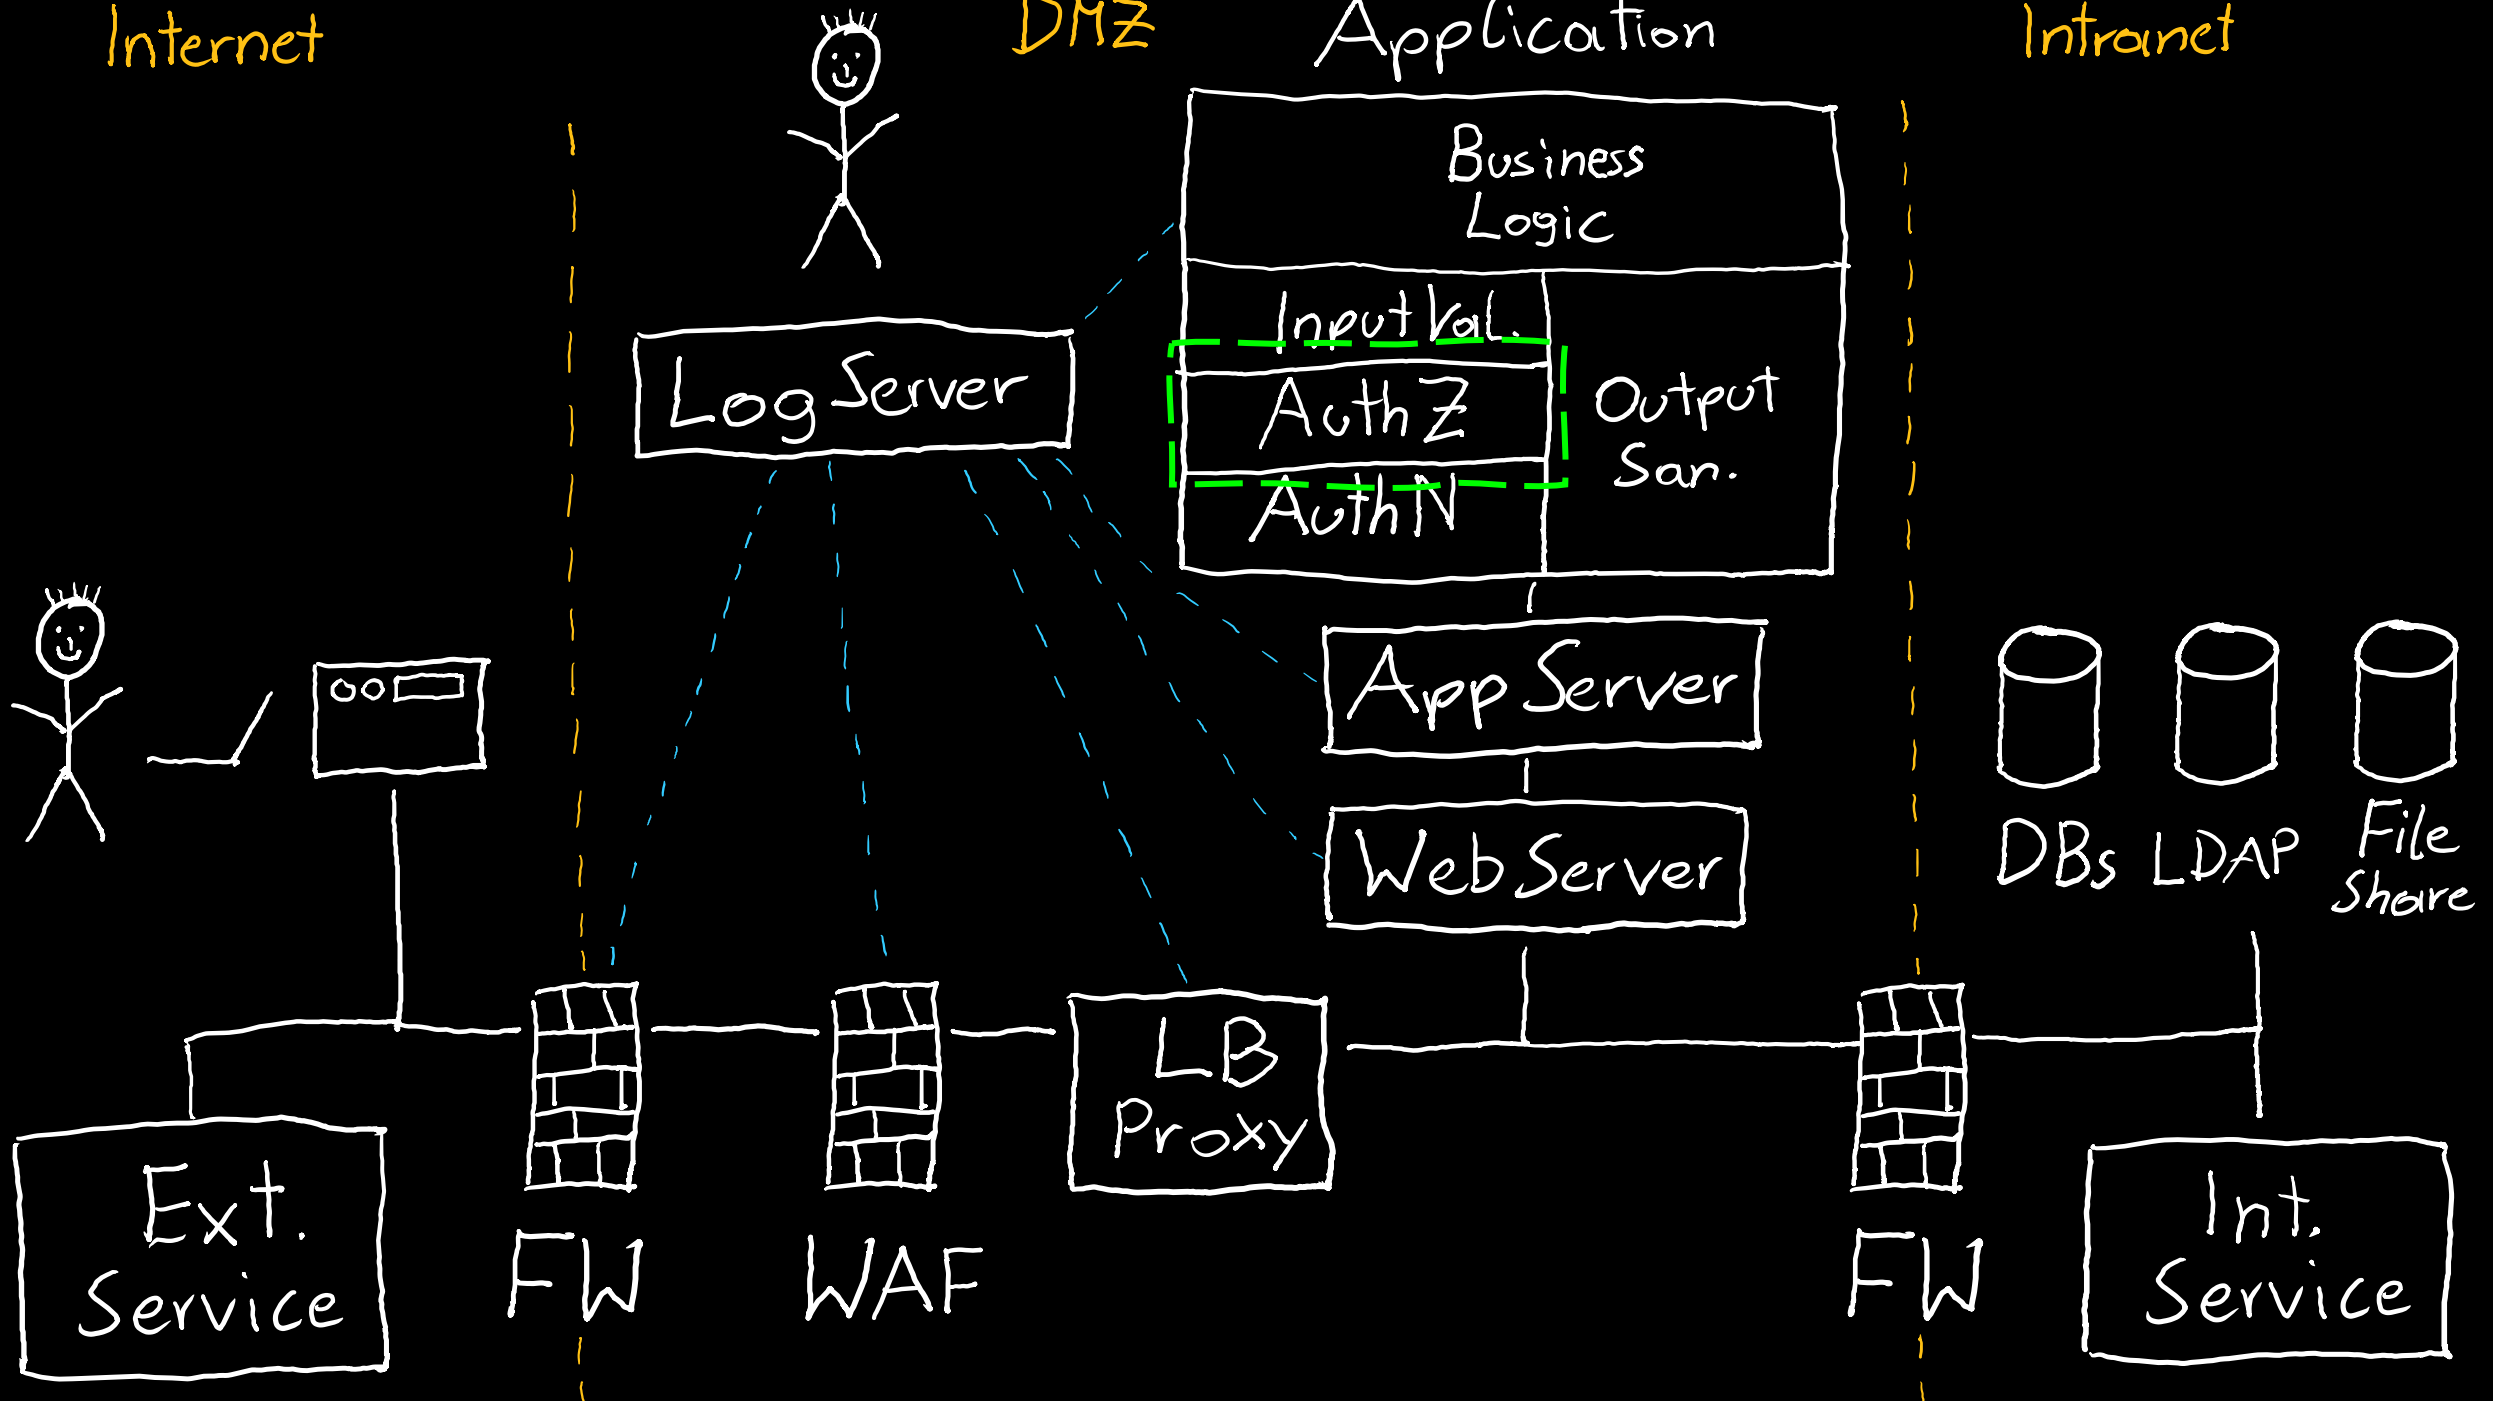 Internet
DMZ
Application
Intranet
Business
Logic
Input Val.
AuthZ
AuthN
Output
San.
Log Server
App Server
Web Server
DBs
LDAP
File
Share
LB
Proxy
Ext.
Service
FW
WAF
FW
Int.
Service